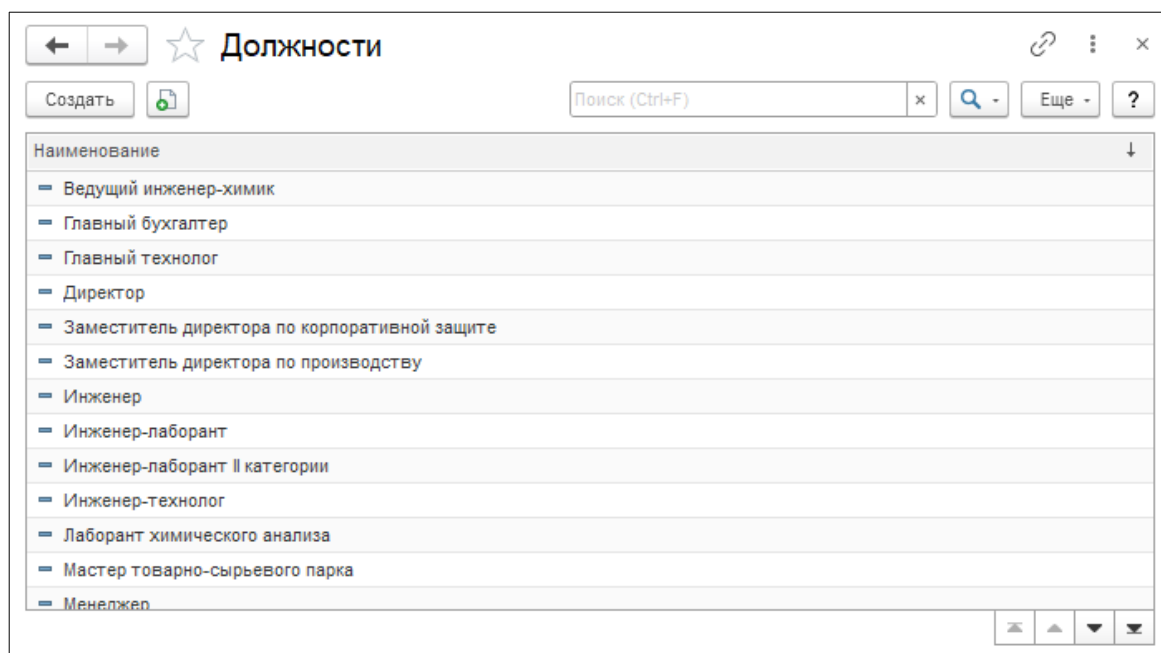 Должности
Создать
Поиск (Ctrl+F)
×
Еще
?
Наименование
Ведущий инженер-химик
Главный бухгалтер
Главный технолог
Директор
Заместитель директора по корпоративной защите
Заместитель директора по производству
Инженер
Инженер-лаборант
Инженер-лаборант II категории
Инженер-технолог
Лаборант химического анализа
Мастер товарно-сырьевого парка
Менеджер